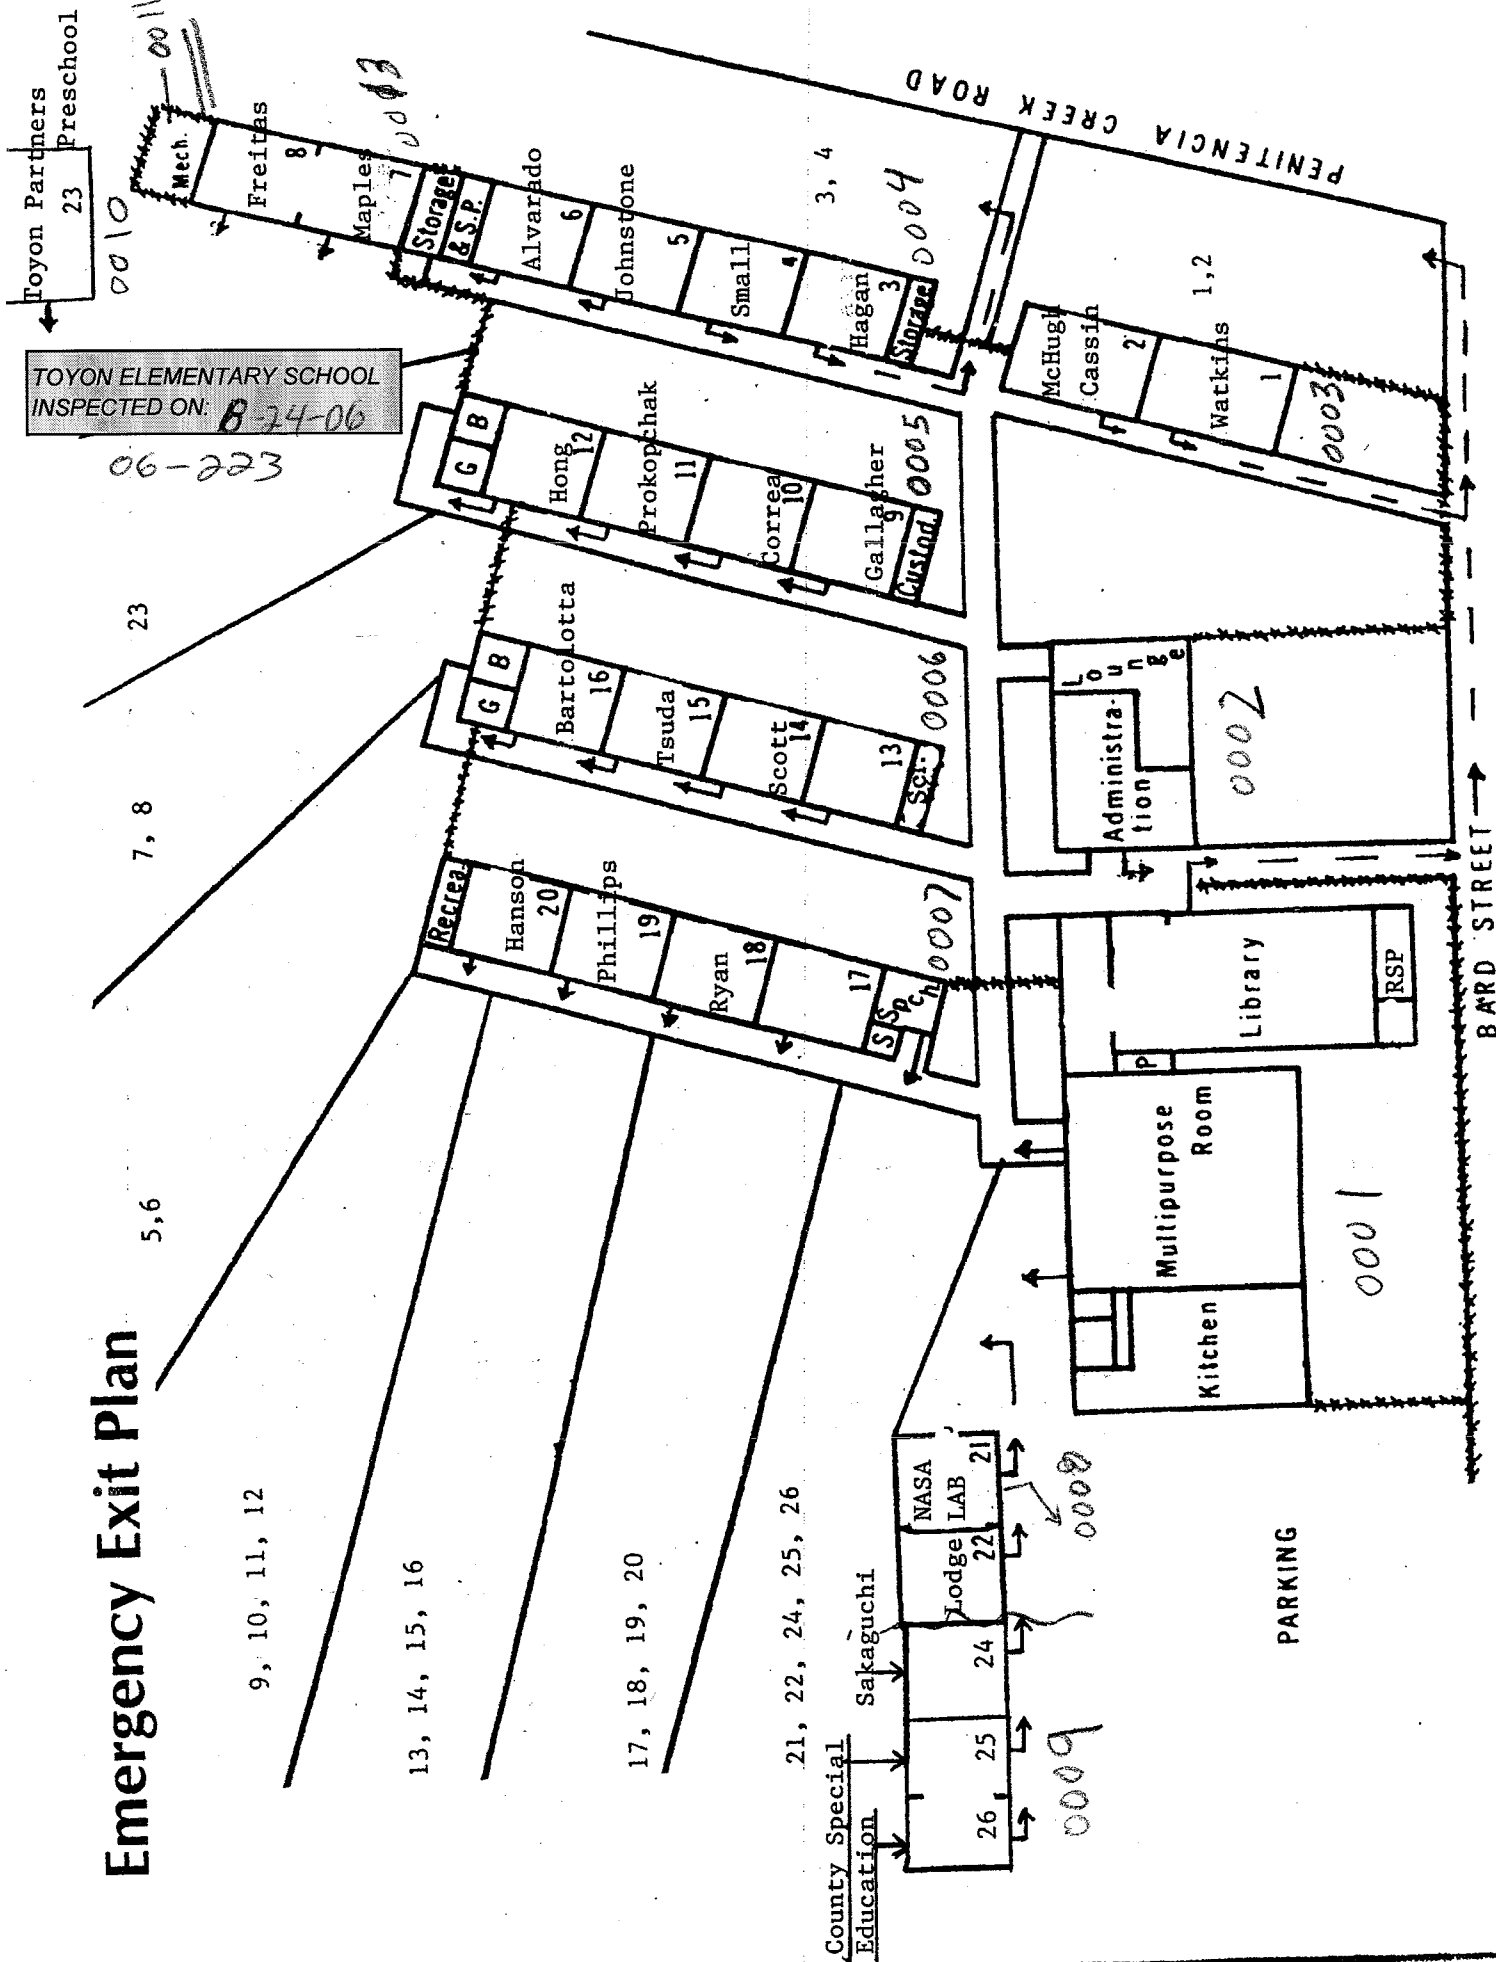 Emergency Exit Plan
Toyon Partners
Preschool
23
0010
0011
TOYON ELEMENTARY SCHOOL
INSPECTED ON: 8-24-06
06-223
5,6
7, 8
23
9, 10, 11, 12
13, 14, 15, 16
17, 18, 19, 20
21, 22, 24, 25, 26
3, 4
1,2
Mech.
Freitas
8
Maples
7
Storage
& S.P.
Alvarado
6
Johnstone
5
Small
4
Hagan
3
Storage
0004
McHugh
Cassin
2
Watkins
1
0003
G
B
Hong
12
Prokopchak
11
Correa
10
Gallagher
9
Custod.
0005
G
B
Bartolotta
16
Tsuda
15
Scott
14
13
Sci.
0006
Recrea.
Hanson
20
Phillips
19
Ryan
18
17
S
Spch
0007
Lounge
Administra-
tion
0002
Library
RSP
P
Multipurpose
Room
Kitchen
0001
NASA
LAB
21
Lodge
22
0008
Sakaguchi
24
County Special
Education
25
26
0009
PARKING
BARD STREET
PENITENCIA CREEK ROAD